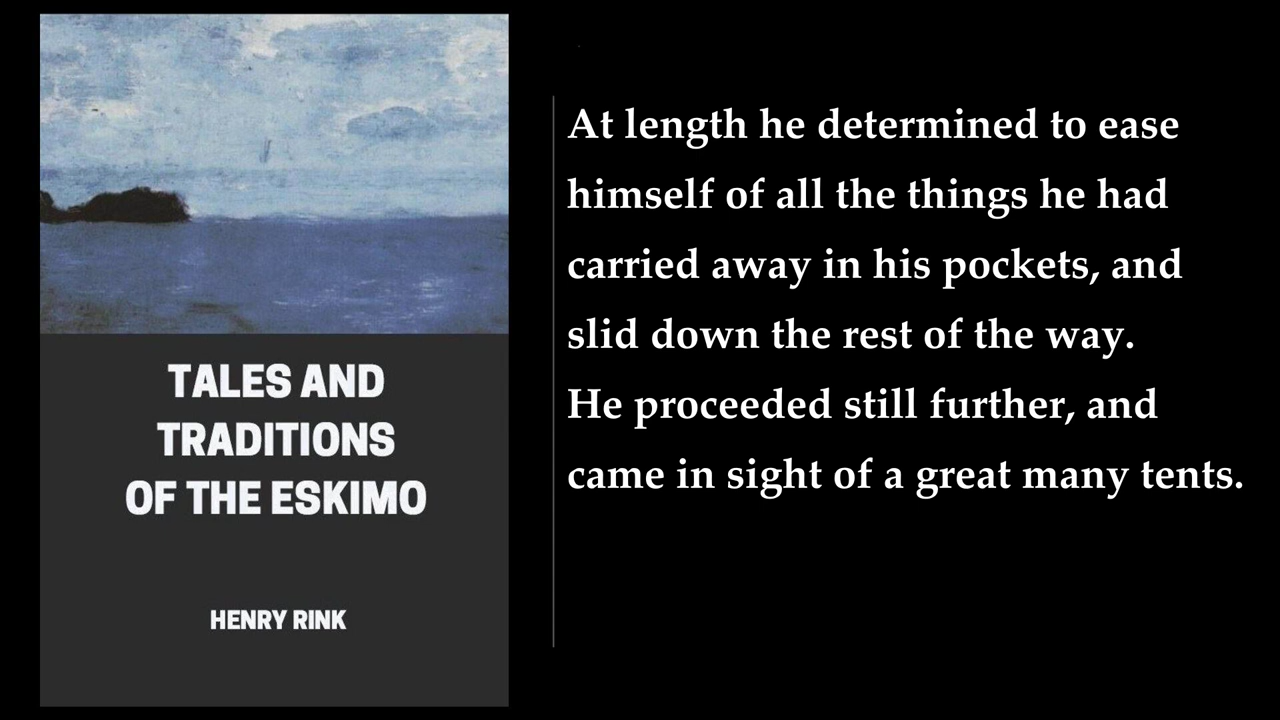 TALES AND
TRADITIONS
OF THE ESKIMO
HENRY RINK
At length he determined to ease
himself of all the things he had
carried away in his pockets, and
slid down the rest of the way.
He proceeded still further, and
came in sight of a great many tents.